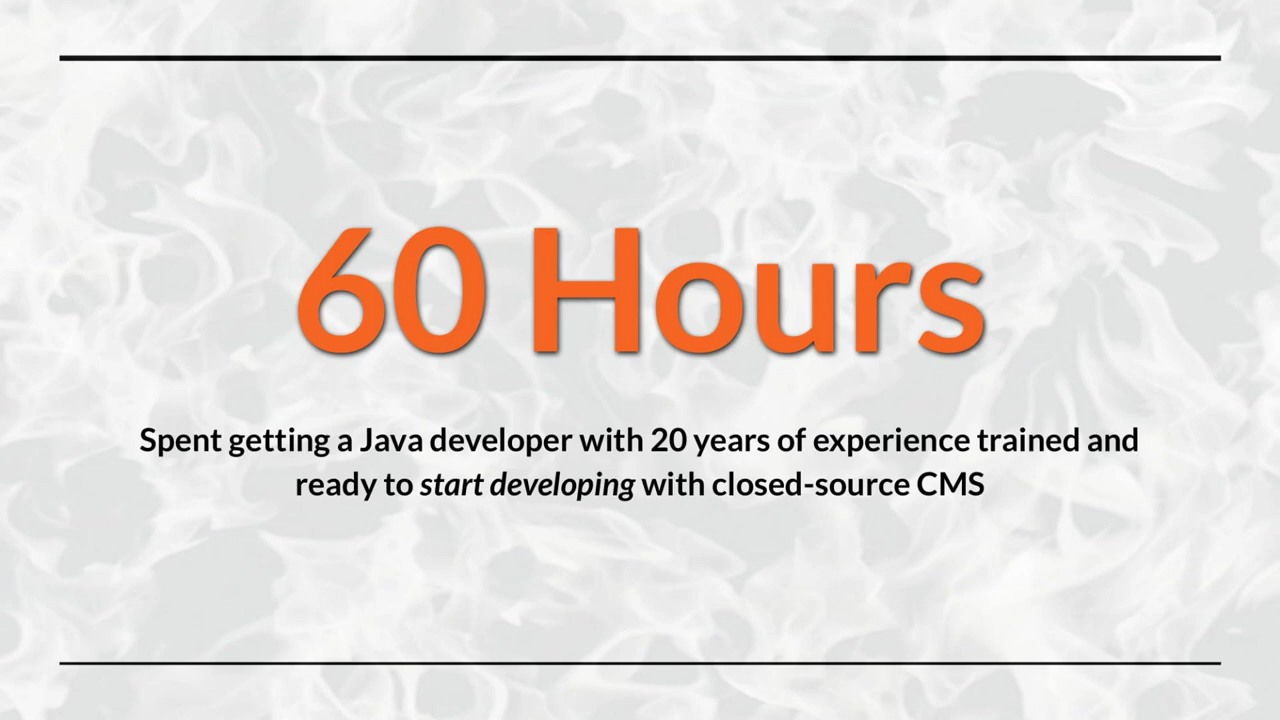 60 Hours
Spent getting a Java developer with 20 years of experience trained and
ready to start developing with closed-source CMS